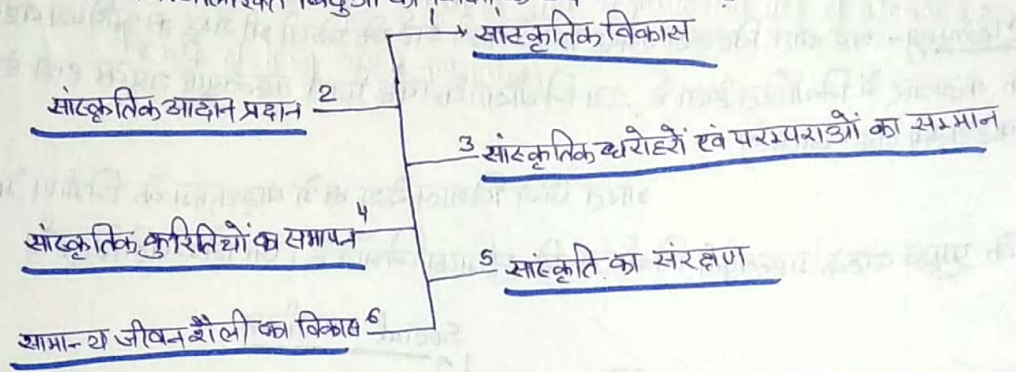 1 → सांस्कृतिक विकास
सांस्कृतिक आदान प्रदान 2
3 सांस्कृतिक धरोहरों एवं परम्पराओं का सम्मान
सांस्कृतिक कुरितियों का समापन 4
5 सांस्कृति का संरक्षण
सामान्य जीवन शैली का विकास 6